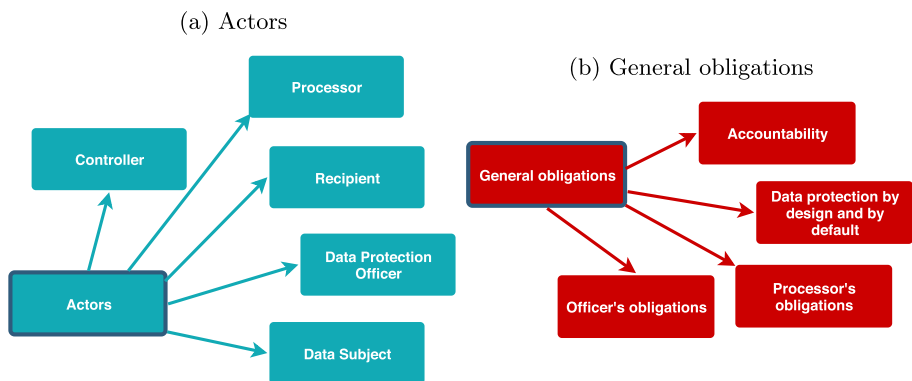 (a) Actors
Processor
Controller
Recipient
Data Protection
Officer
Actors
Data Subject
(b) General obligations
Accountability
General obligations
Data protection by
design and by
default
Officer's obligations
Processor's
obligations